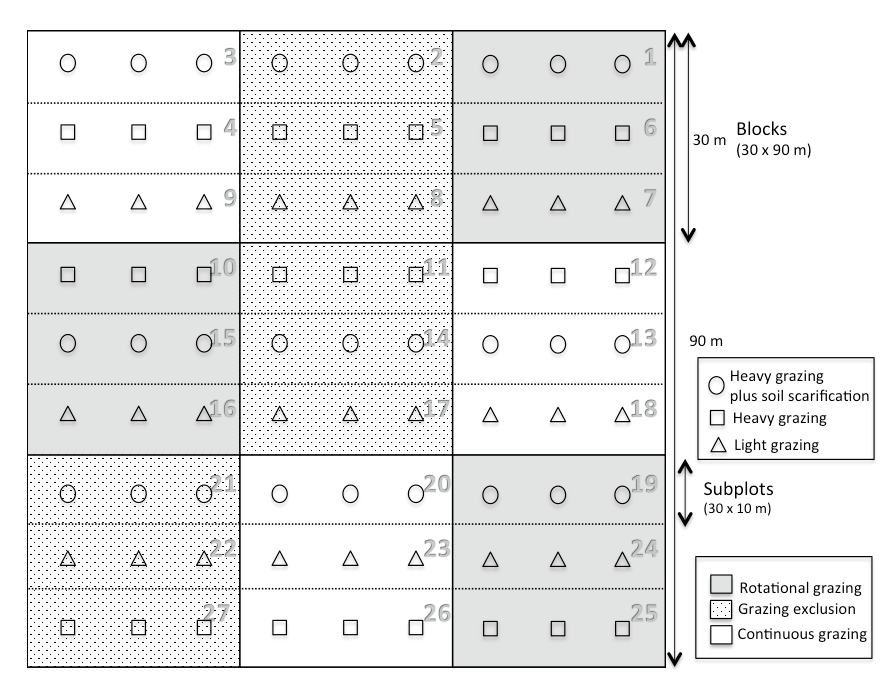 3 2 1
4 5 6
9 8 7
10 11 12
15 14 13
16 17 18
21 20 19
22 23 24
27 26 25
30 m
Blocks
(30 x 90 m)
90 m
Heavy grazing
plus soil scarification
Heavy grazing
Light grazing
Subplots
(30 x 10 m)
Rotational grazing
Grazing exclusion
Continuous grazing